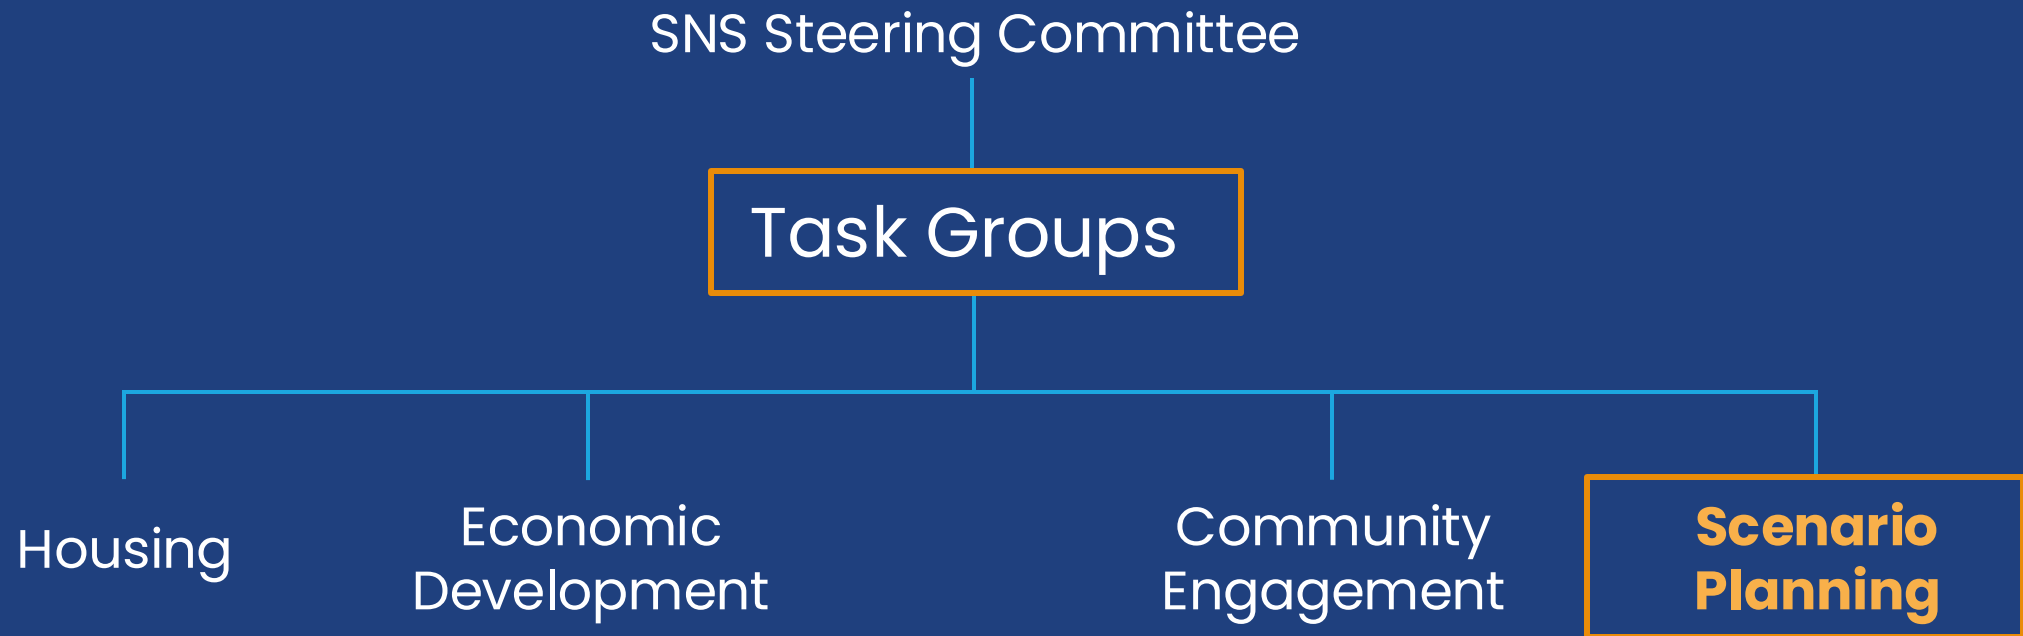 SNS Steering Committee
Task Groups
Housing
Economic
Development
Community
Engagement
Scenario
Planning